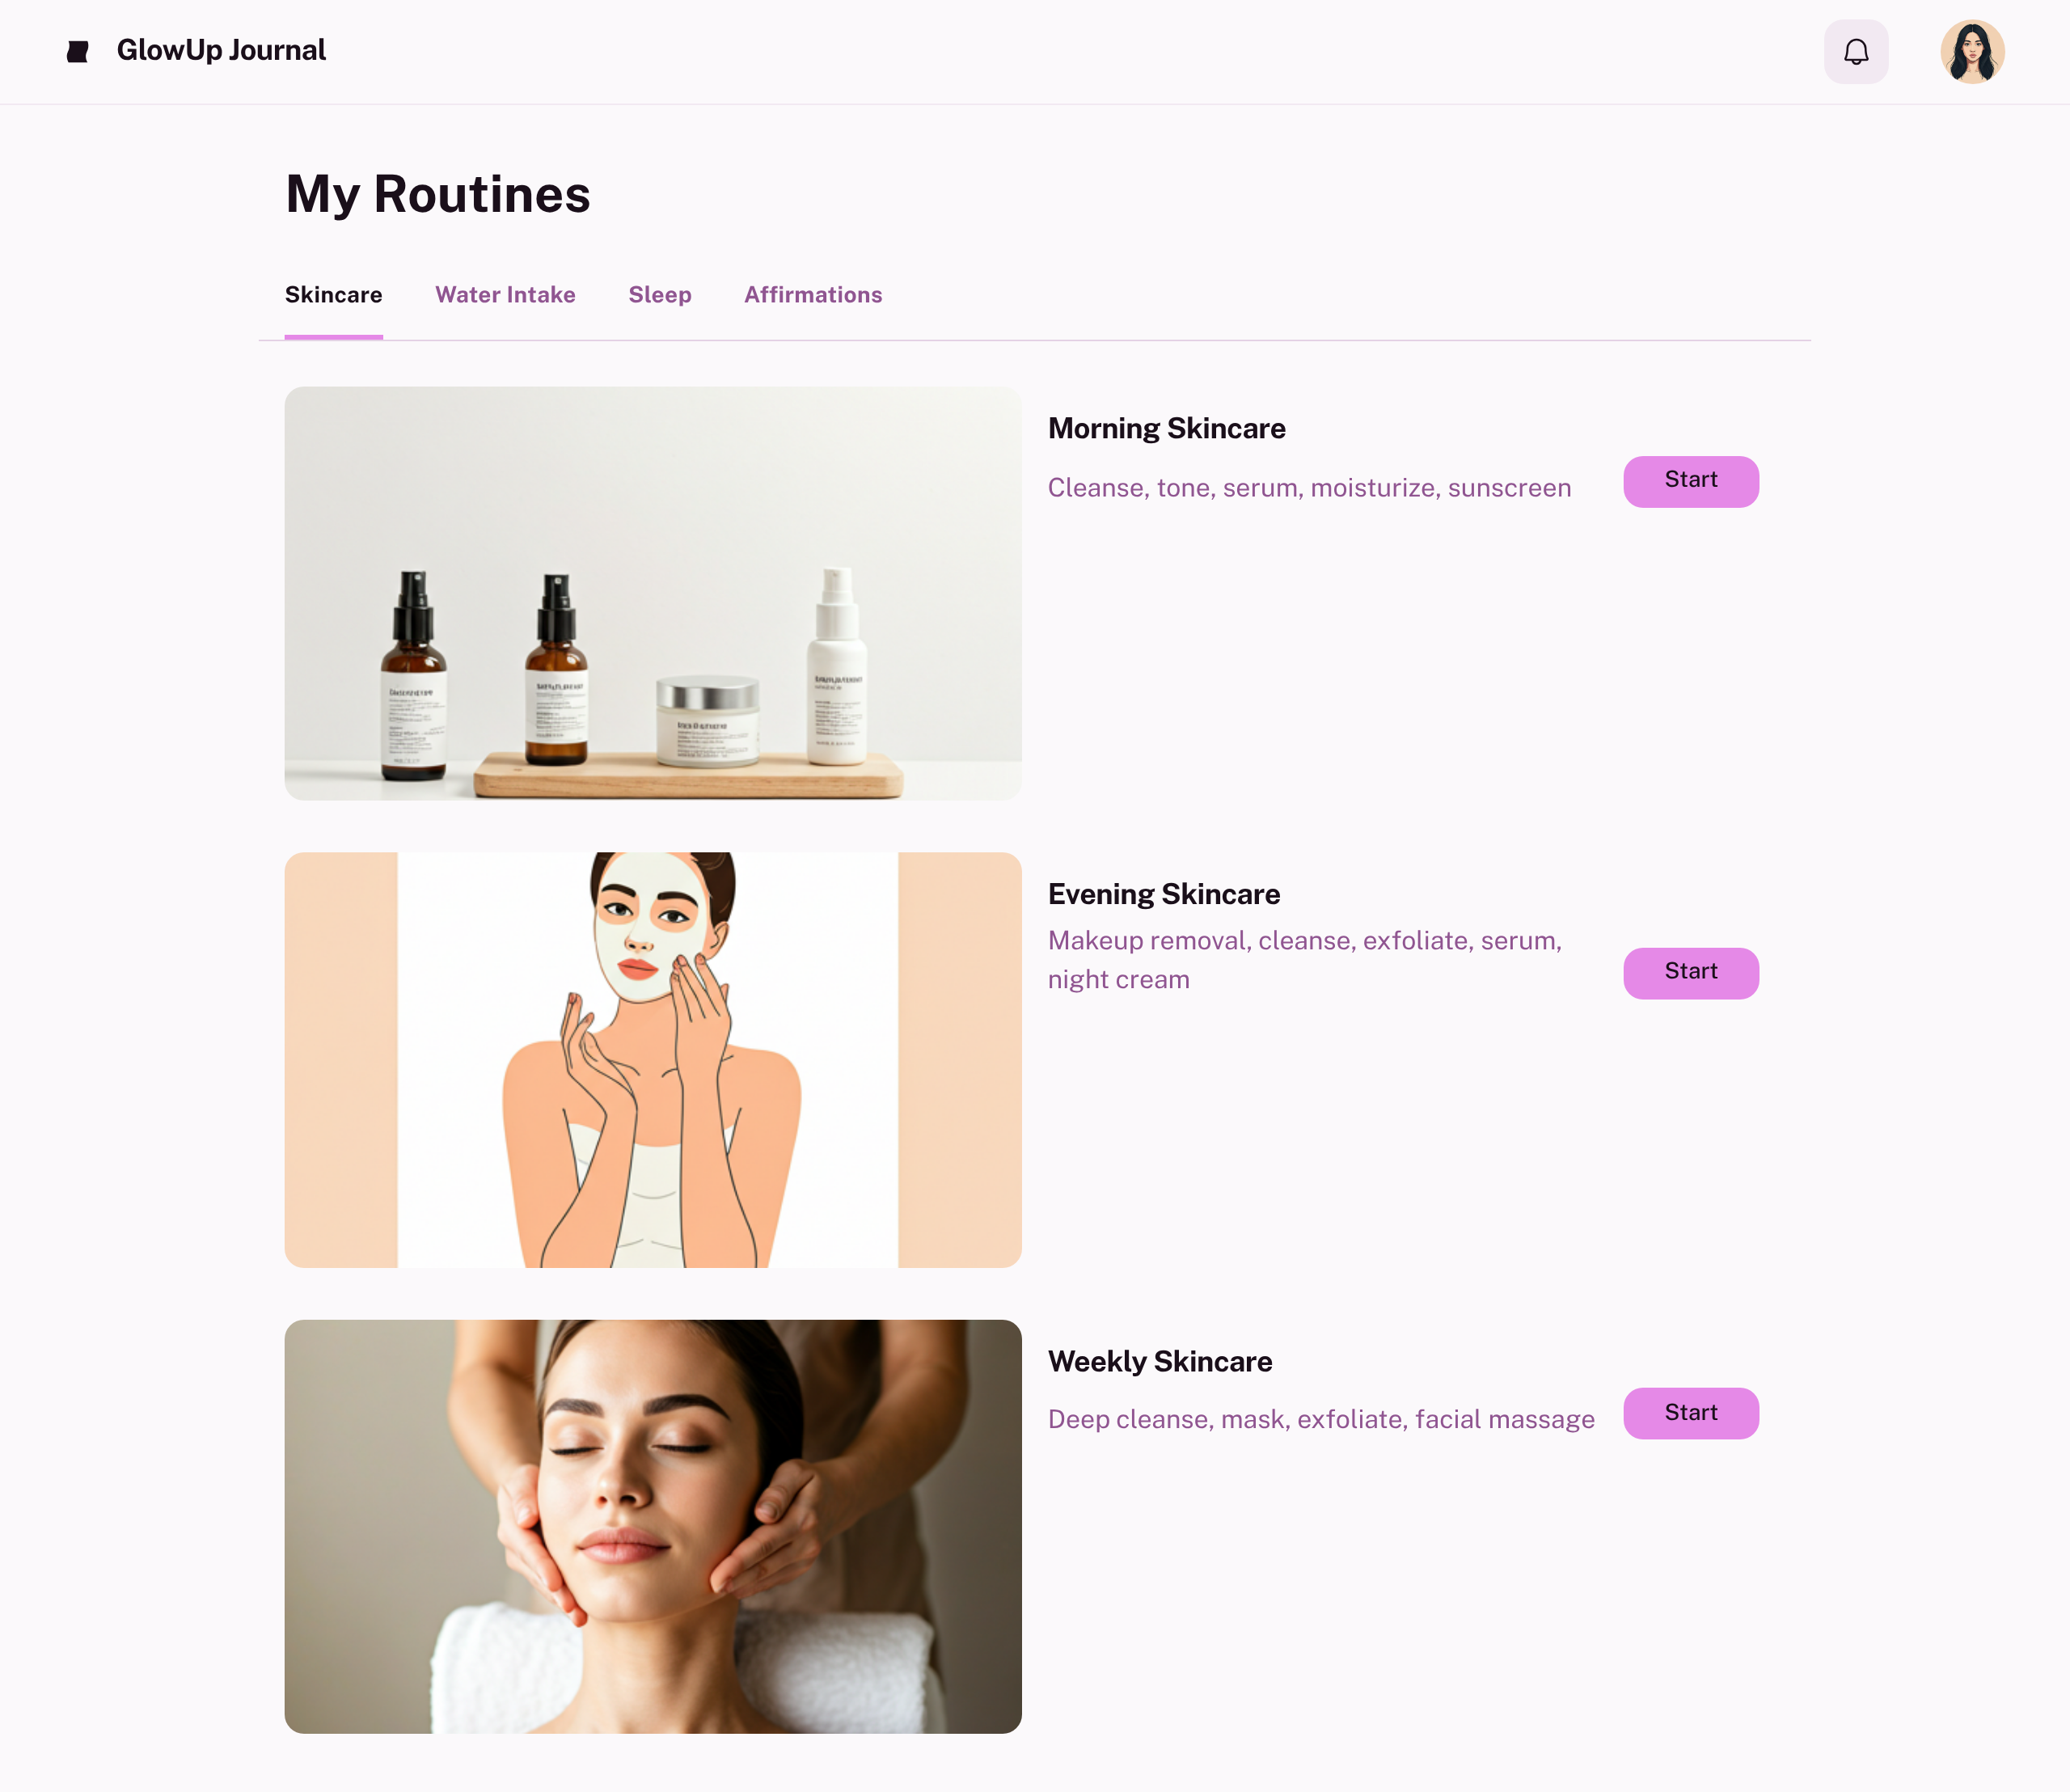 GlowUp Journal
My Routines
Skincare
Water Intake
Sleep
Affirmations
Morning Skincare
Cleanse, tone, serum, moisturize, sunscreen
Start
Evening Skincare
Makeup removal, cleanse, exfoliate, serum,
night cream
Start
Weekly Skincare
Deep cleanse, mask, exfoliate, facial massage
Start